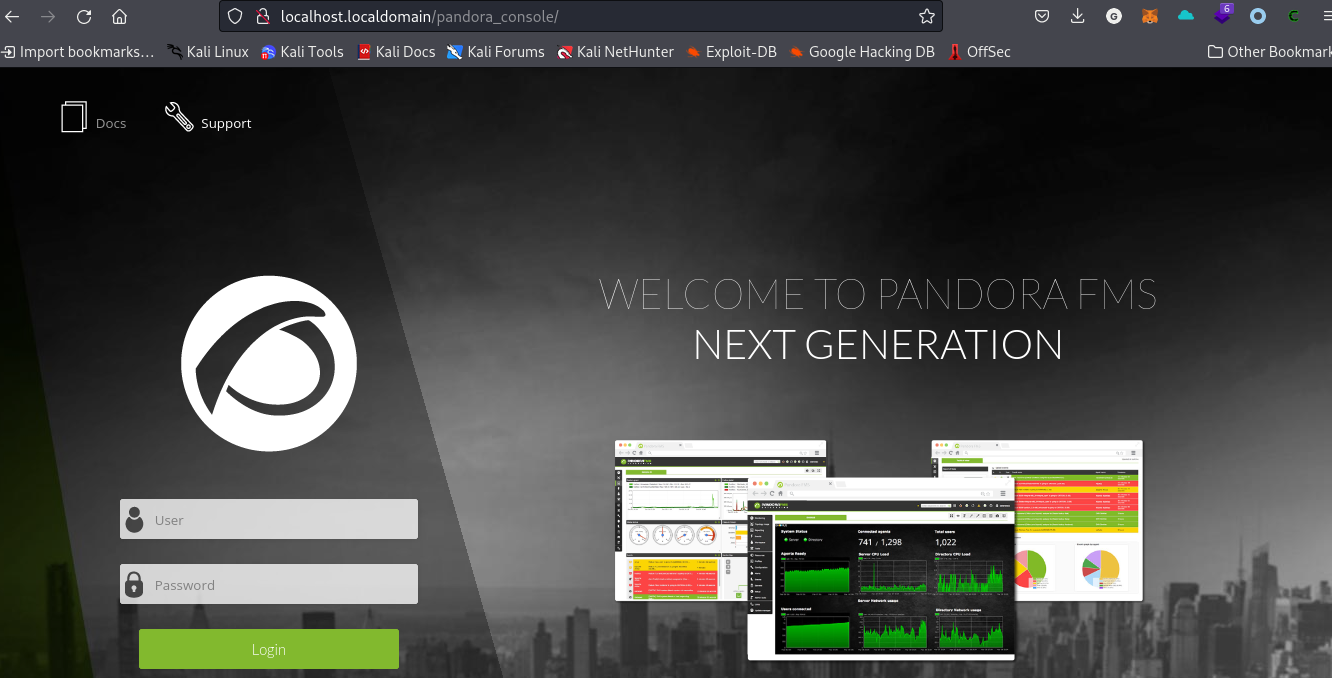 localhost.localdomain/pandora_console/
6
Import bookmarks… Kali Linux Kali Tools Kali Docs Kali Forums Kali NetHunter Exploit-DB Google Hacking DB OffSec Other Bookmark
Docs Support
WELCOME TO PANDORA FMS
NEXT GENERATION
User
Password
Login
System Status Connected agents Total users
Server Directory 741 / 1,298 1,022
Agents Ready Server CPU Load Directory CPU Load
Users connected Server Network usage Directory Network usage